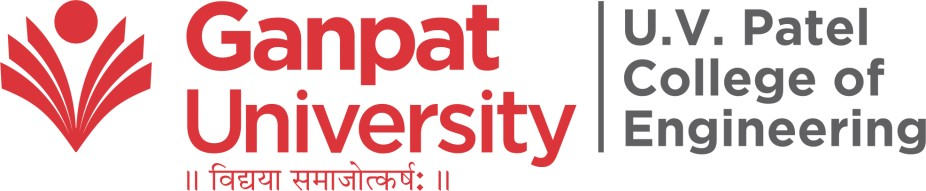 Ganpat
University
॥ विद्यया समाजोत्कर्षः ॥
U.V. Patel
College of
Engineering